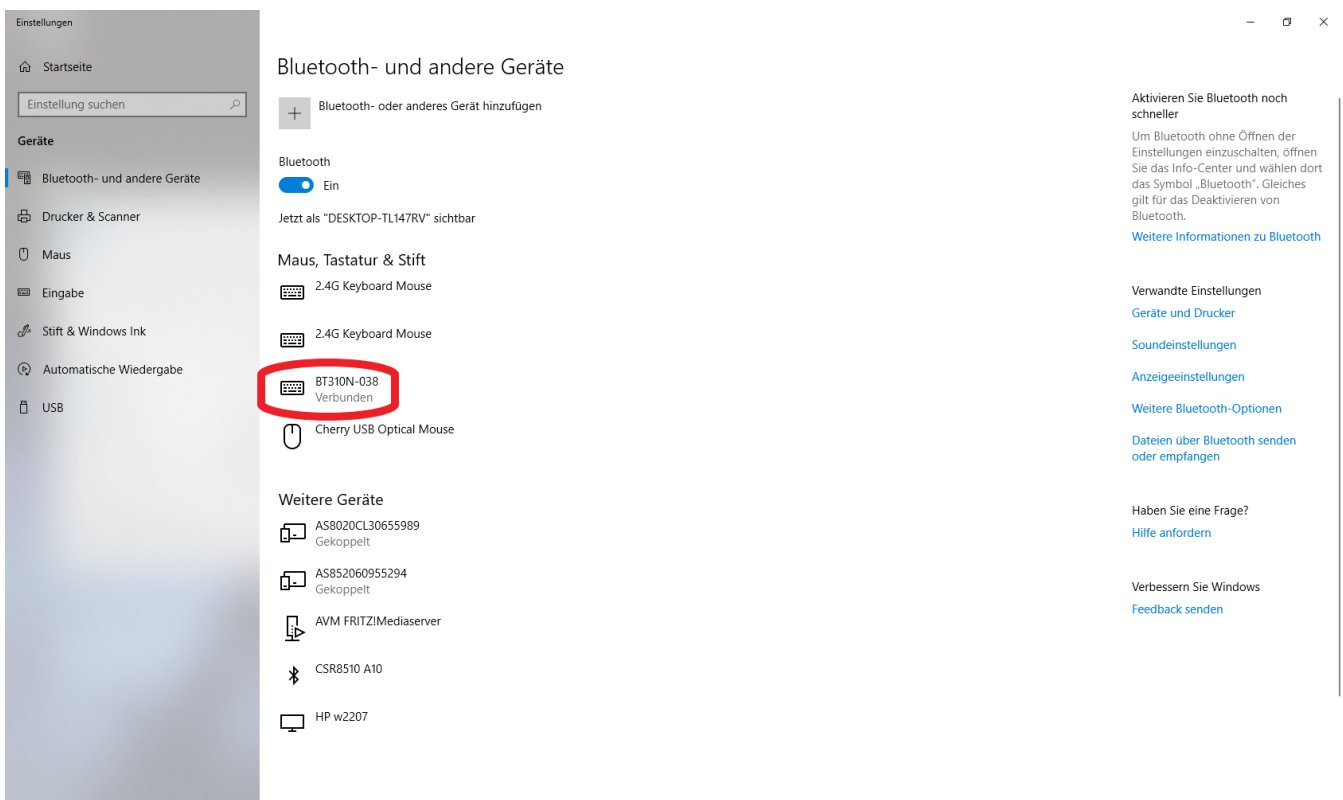 Einstellungen
Startseite
Einstellung suchen
Geräte
Bluetooth- und andere Geräte
Drucker & Scanner
Maus
Eingabe
Stift & Windows Ink
Automatische Wiedergabe
USB
Bluetooth- und andere Geräte
Bluetooth- oder anderes Gerät hinzufügen
Bluetooth
Ein
Jetzt als "DESKTOP-TL147RV" sichtbar
Maus, Tastatur & Stift
2.4G Keyboard Mouse
2.4G Keyboard Mouse
BT310N-038
Verbunden
Cherry USB Optical Mouse
Weitere Geräte
AS8020CL30655989
Gekoppelt
AS852060955294
Gekoppelt
AVM FRITZ!Mediaserver
CSR8510 A10
HP w2207
Aktivieren Sie Bluetooth noch
schneller
Um Bluetooth ohne Öffnen der
Einstellungen einzuschalten, öffnen
Sie das Info-Center und wählen dort
das Symbol „Bluetooth". Gleiches
gilt für das Deaktivieren von
Bluetooth.
Weitere Informationen zu Bluetooth
Verwandte Einstellungen
Geräte und Drucker
Soundeinstellungen
Anzeigeeinstellungen
Weitere Bluetooth-Optionen
Dateien über Bluetooth senden
oder empfangen
Haben Sie eine Frage?
Hilfe anfordern
Verbessern Sie Windows
Feedback senden